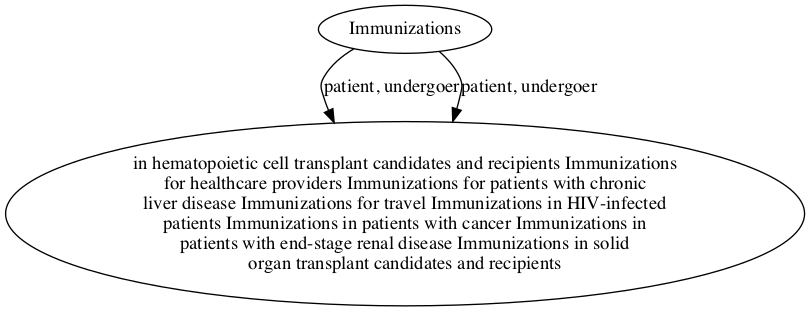 Immunizations
patient, undergoer patient, undergoer
in hematopoietic cell transplant candidates and recipients Immunizations
for healthcare providers Immunizations for patients with chronic
liver disease Immunizations for travel Immunizations in HIV-infected
patients Immunizations in patients with cancer Immunizations in
patients with end-stage renal disease Immunizations in solid
organ transplant candidates and recipients